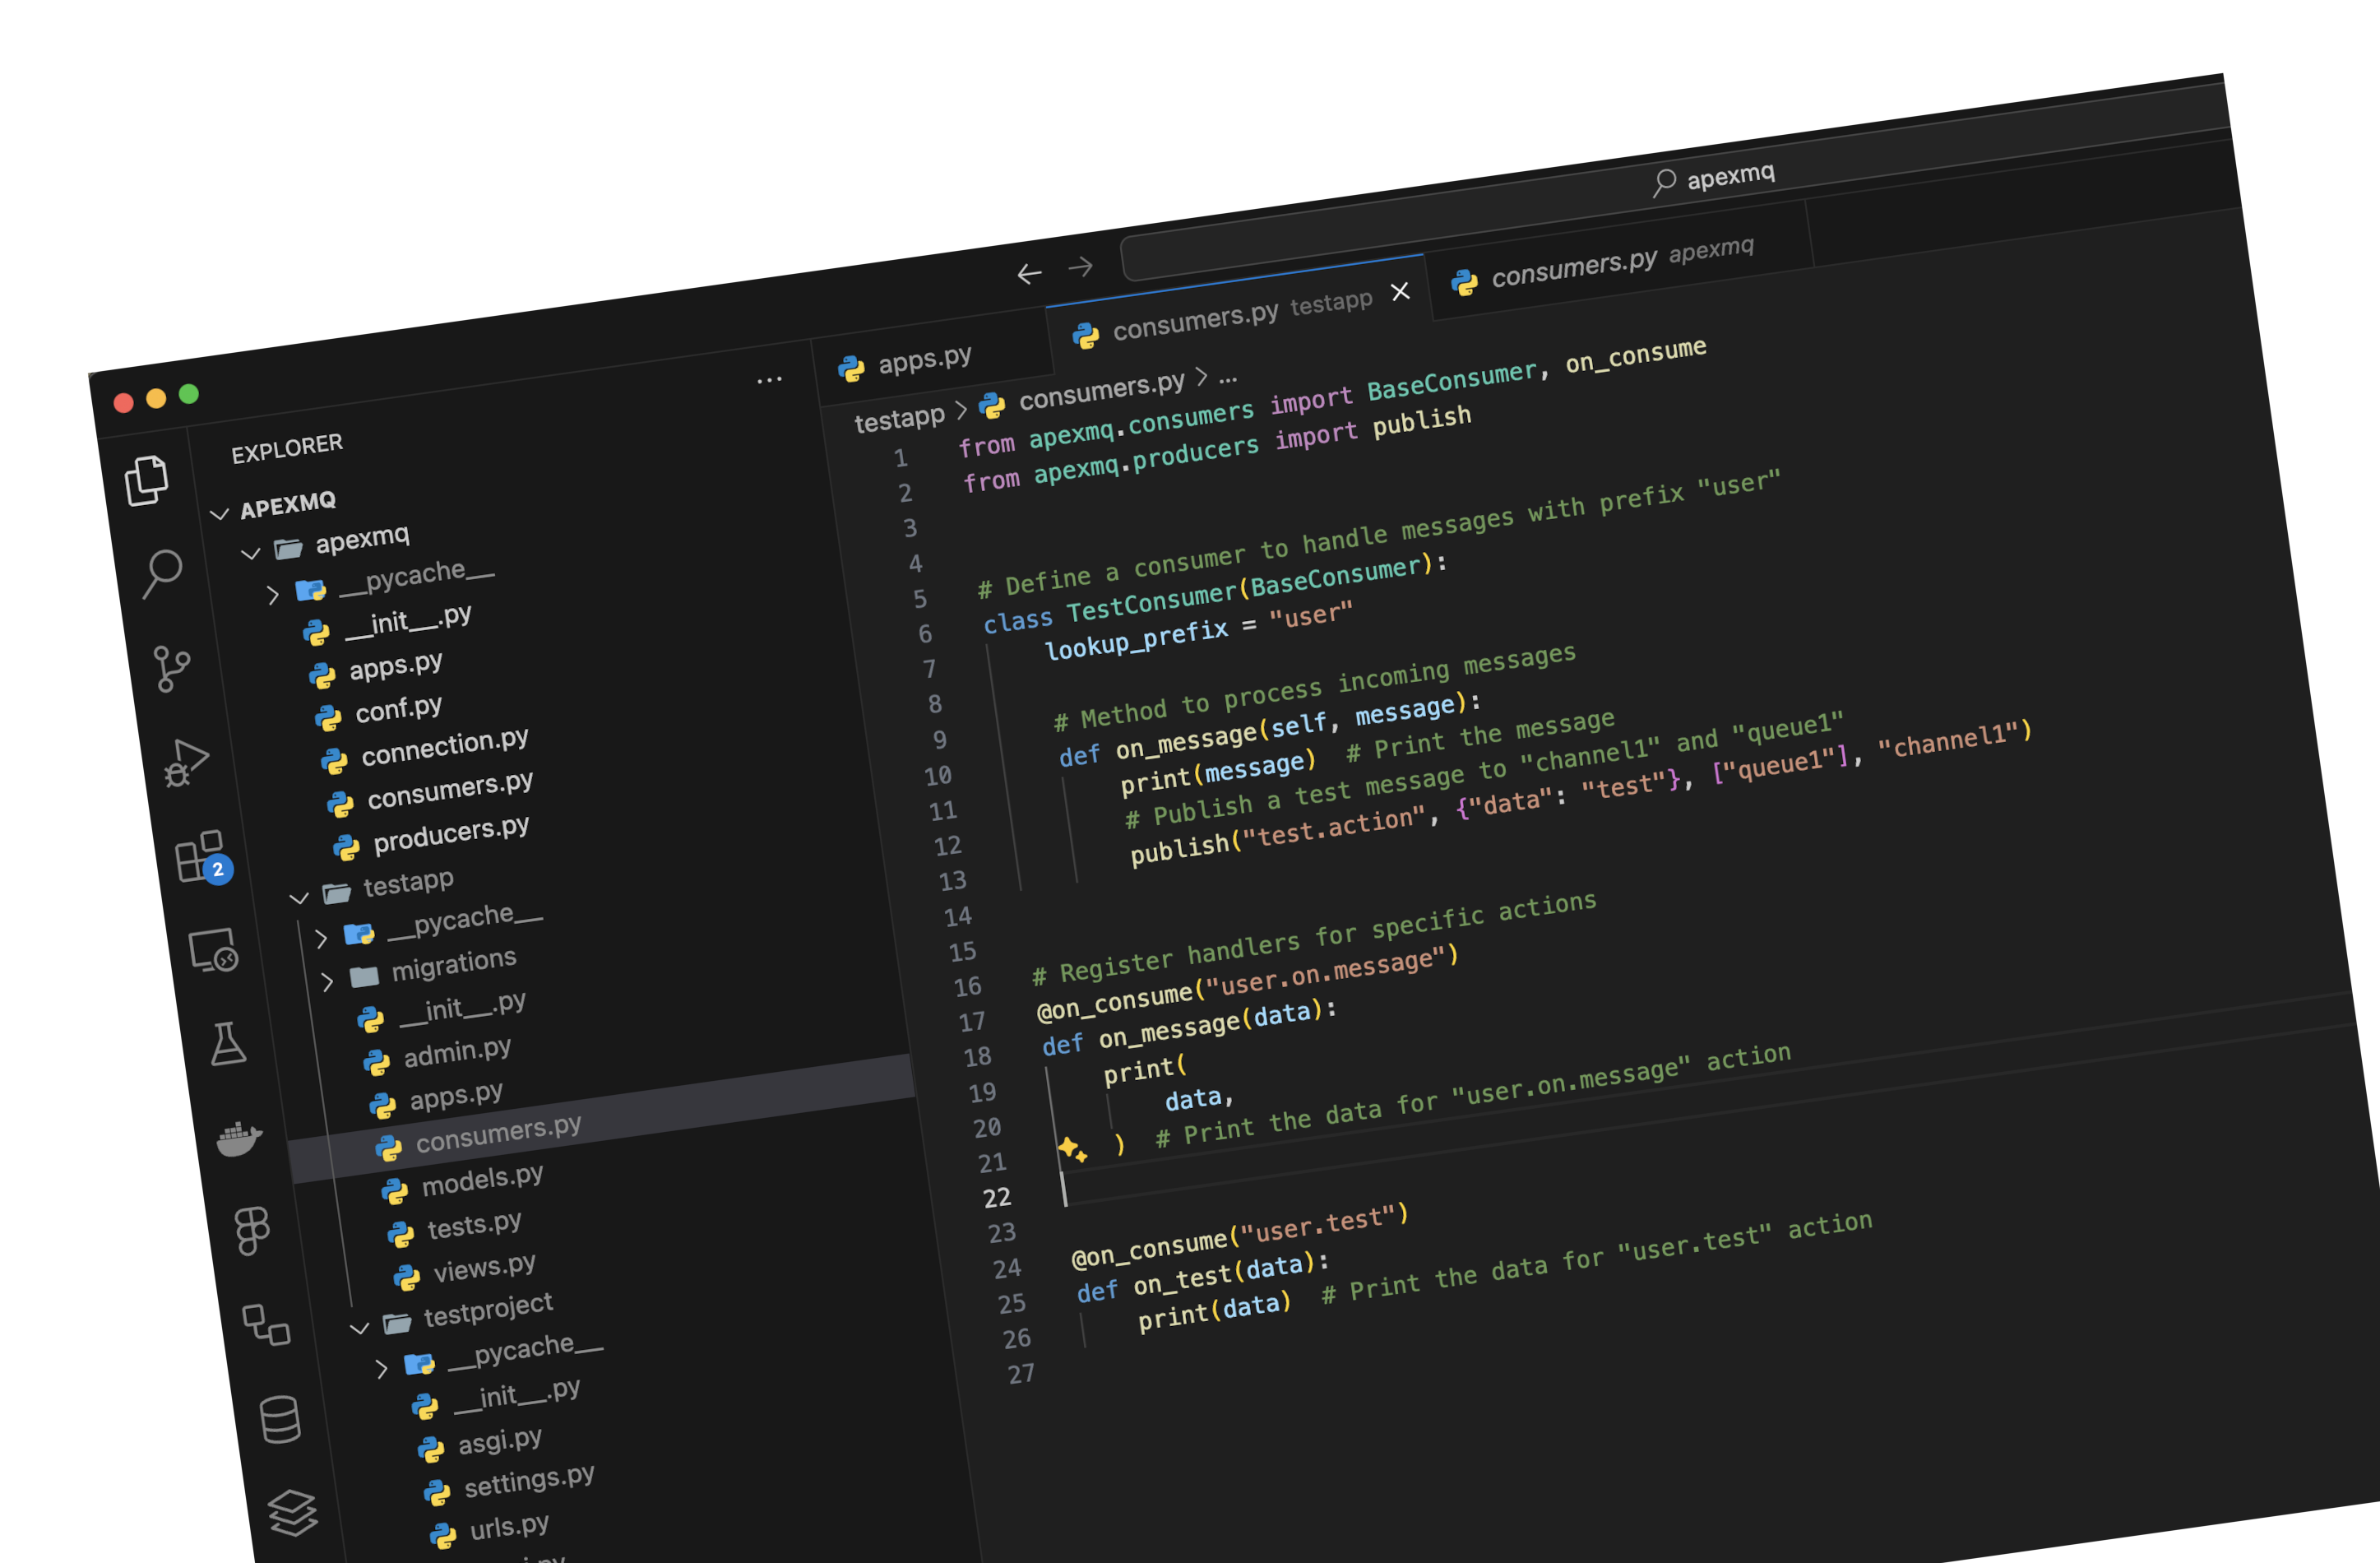 apexmq
EXPLORER
...
APEXMQ
apexmq
__pycache__
__init__.py
apps.py
conf.py
connection.py
consumers.py
producers.py
testapp
__pycache__
migrations
__init__.py
admin.py
apps.py
consumers.py
models.py
tests.py
views.py
testproject
__pycache__
__init__.py
asgi.py
settings.py
urls.py
2
apps.py
consumers.py testapp
consumers.py apexmq
testapp > consumers.py > ...
1 from apexmq.consumers import BaseConsumer, on_consume
2 from apexmq.producers import publish
3
4
5 # Define a consumer to handle messages with prefix "user"
6 class TestConsumer(BaseConsumer):
7     lookup_prefix = "user"
8
9     # Method to process incoming messages
10     def on_message(self, message):
11         print(message)  # Print the message
12         # Publish a test message to "channel1" and "queue1"
13         publish("test.action", {"data": "test"}, ["queue1"], "channel1")
14
15
16 # Register handlers for specific actions
17 @on_consume("user.on.message")
18 def on_message(data):
19     print(
20         data,
21     )  # Print the data for "user.on.message" action
22
23
24 @on_consume("user.test")
25 def on_test(data):
26     print(data)  # Print the data for "user.test" action
27